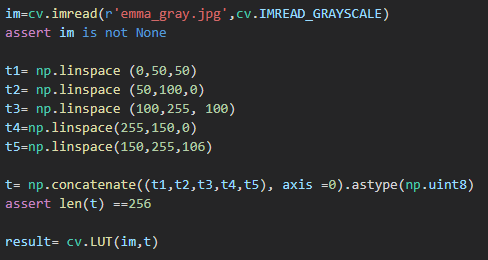 im=cv.imread(r'emma_gray.jpg',cv.IMREAD_GRAYSCALE)
assert im is not None
t1= np.linspace (0,50,50)
t2= np.linspace (50,100,0)
t3= np.linspace (100,255, 100)
t4=np.linspace(255,150,0)
t5=np.linspace(150,255,106)
t= np.concatenate((t1,t2,t3,t4,t5), axis =0).astype(np.uint8)
assert len(t) ==256
result= cv.LUT(im,t)